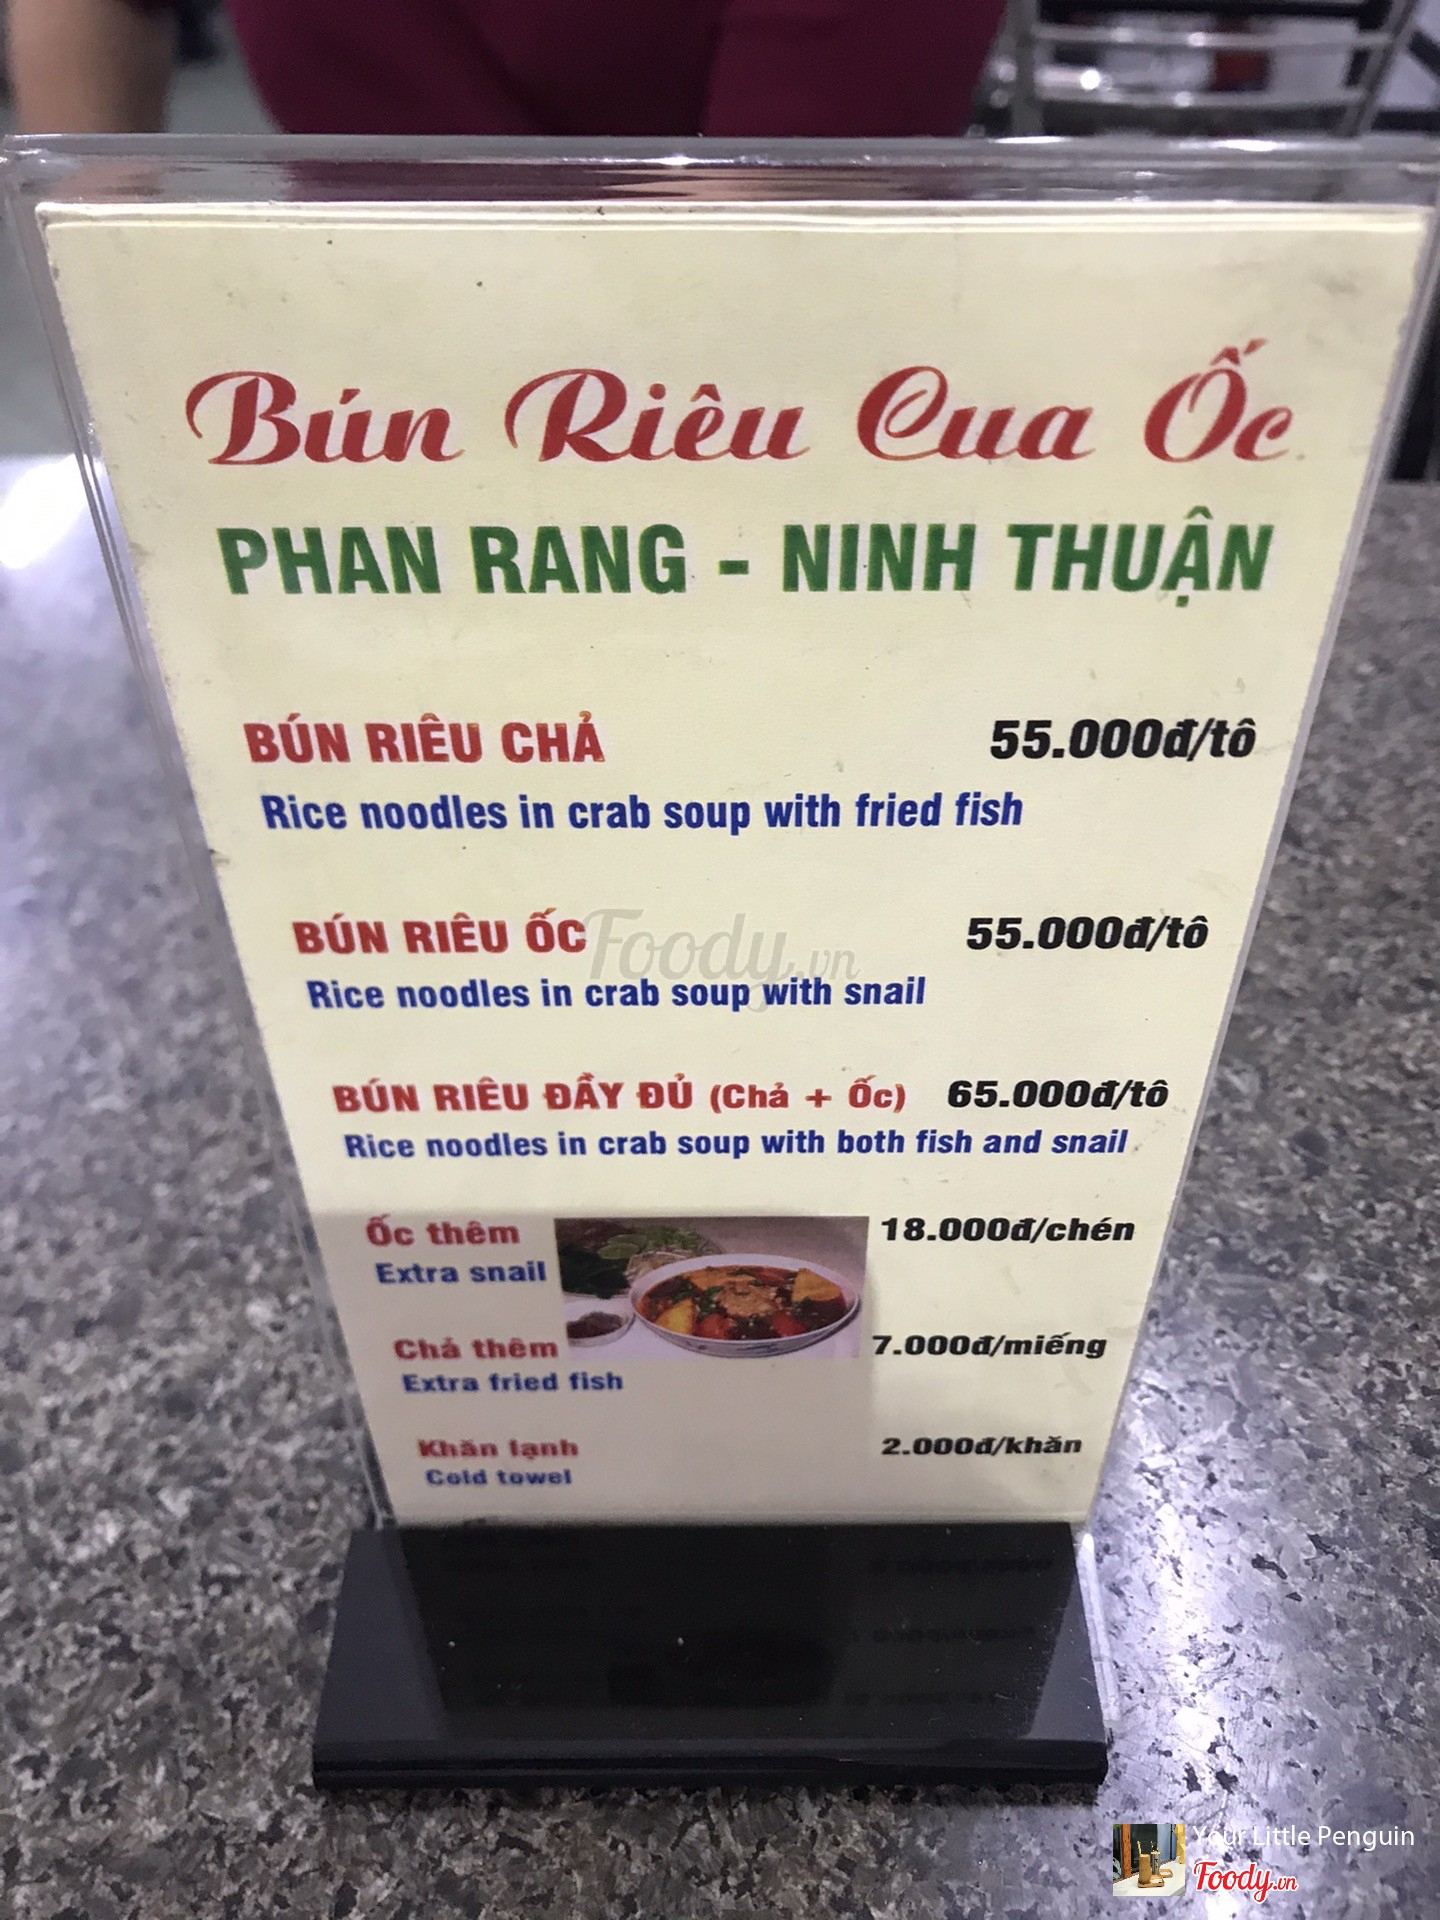 Bún Riêu Cua Ốc
PHAN RANG - NINH THUẬN
BÚN RIÊU CHẢ 55.000đ/tô
Rice noodles in crab soup with fried fish
BÚN RIÊU ỐC 55.000đ/tô
Foody.vn
Rice noodles in crab soup with snail
BÚN RIÊU ĐẦY ĐỦ (Chả + Ốc) 65.000đ/tô
Rice noodles in crab soup with both fish and snail
Ốc thêm 18.000đ/chén
Extra snail
Chả thêm 7.000đ/miếng
Extra fried fish
Khăn lạnh 2.000đ/khăn
Cold towel
Your Little Penguin
Foody.vn